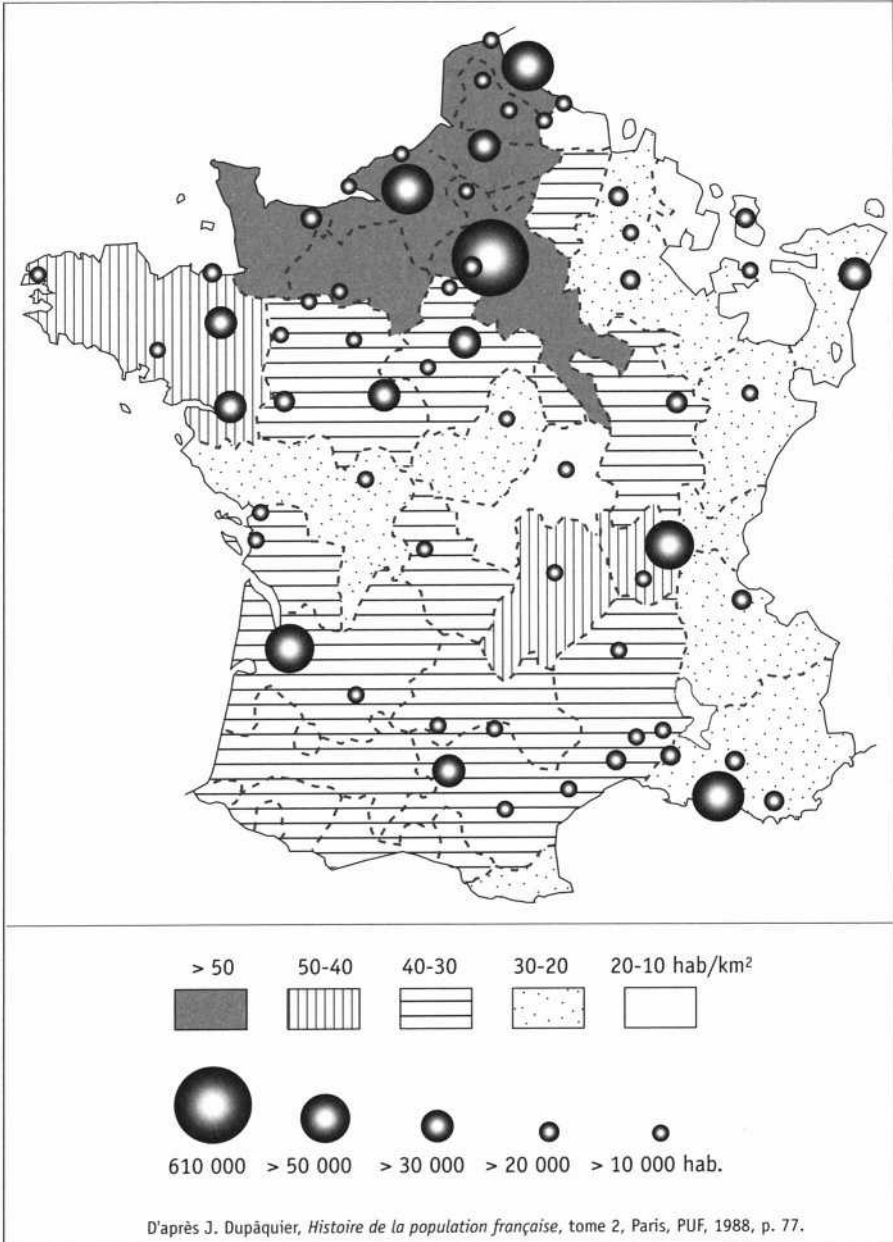 > 50 50-40 40-30 30-20 20-10 hab/km²
610 000 > 50 000 > 30 000 > 20 000 > 10 000 hab.
D'après J. Dupâquier, Histoire de la population française, tome 2, Paris, PUF, 1988, p. 77.